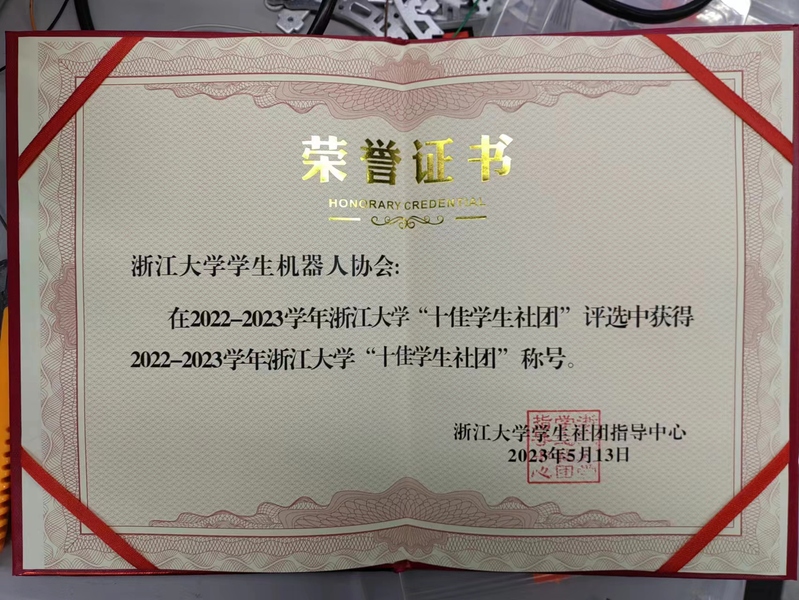 荣誉证书
HONORARY CREDENTIAL
浙江大学学生机器人协会:
在2022–2023学年浙江大学“十佳学生社团”评选中获得
2022–2023学年浙江大学“十佳学生社团”称号。
浙江大学学生社团指导中心
2023年5月13日